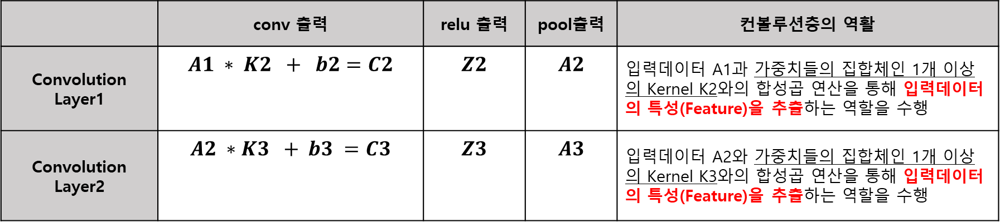 conv 출력 relu 출력 pool출력 컨볼루션층의 역활
Convolution
Layer1
A1 * K2 + b2 = C2
Z2
A2
입력데이터 A1과 가중치들의 집합체인 1개 이상
의 Kernel K2와의 합성곱 연산을 통해 입력데이터
의 특성(Feature)을 추출하는 역할을 수행
Convolution
Layer2
A2 * K3 + b3 = C3
Z3
A3
입력데이터 A2와 가중치들의 집합체인 1개 이상
의 Kernel K3와의 합성곱 연산을 통해 입력데이터
의 특성(Feature)을 추출하는 역할을 수행